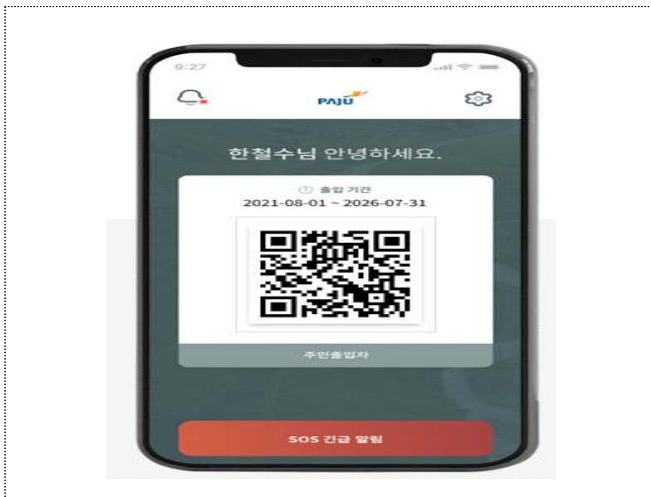 9:27
PAJU
한철수님 안녕하세요.
출입 기간
2021-08-01 ~ 2026-07-31
주민출입자
SOS 긴급 알림